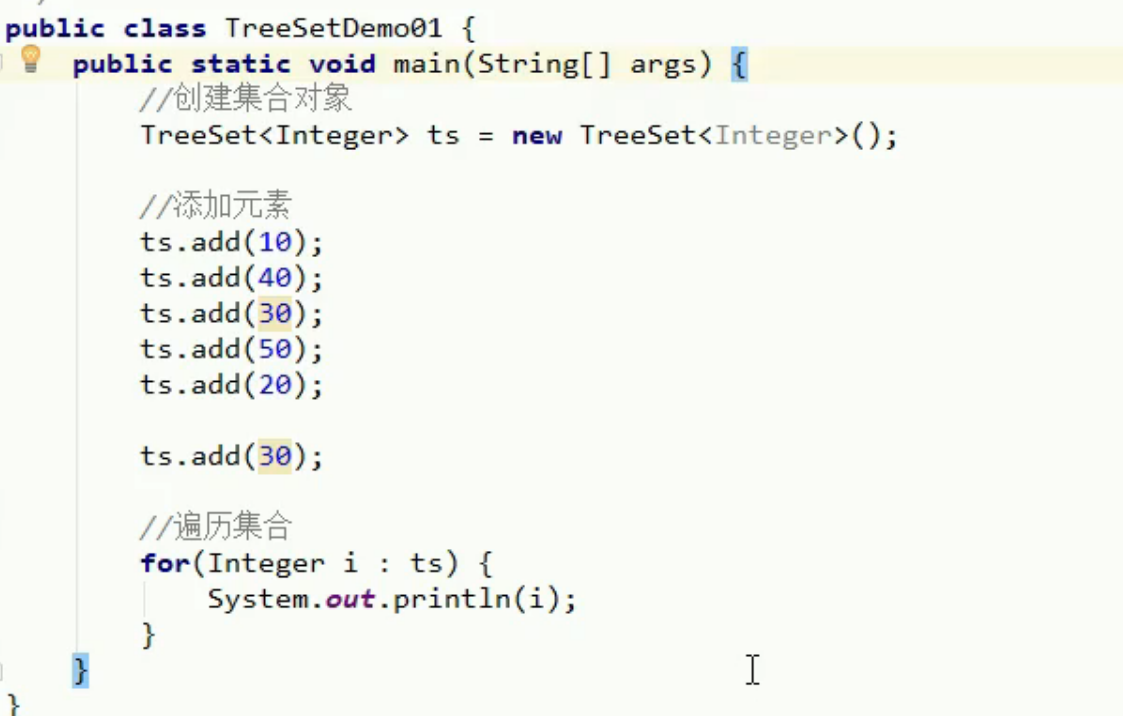 public class TreeSetDemo01 {
public static void main(String[] args) {
//创建集合对象
TreeSet<Integer> ts = new TreeSet<Integer>();
//添加元素
ts.add(10);
ts.add(40);
ts.add(30);
ts.add(50);
ts.add(20);
ts.add(30);
//遍历集合
for(Integer i : ts) {
System.out.println(i);
}
}
}